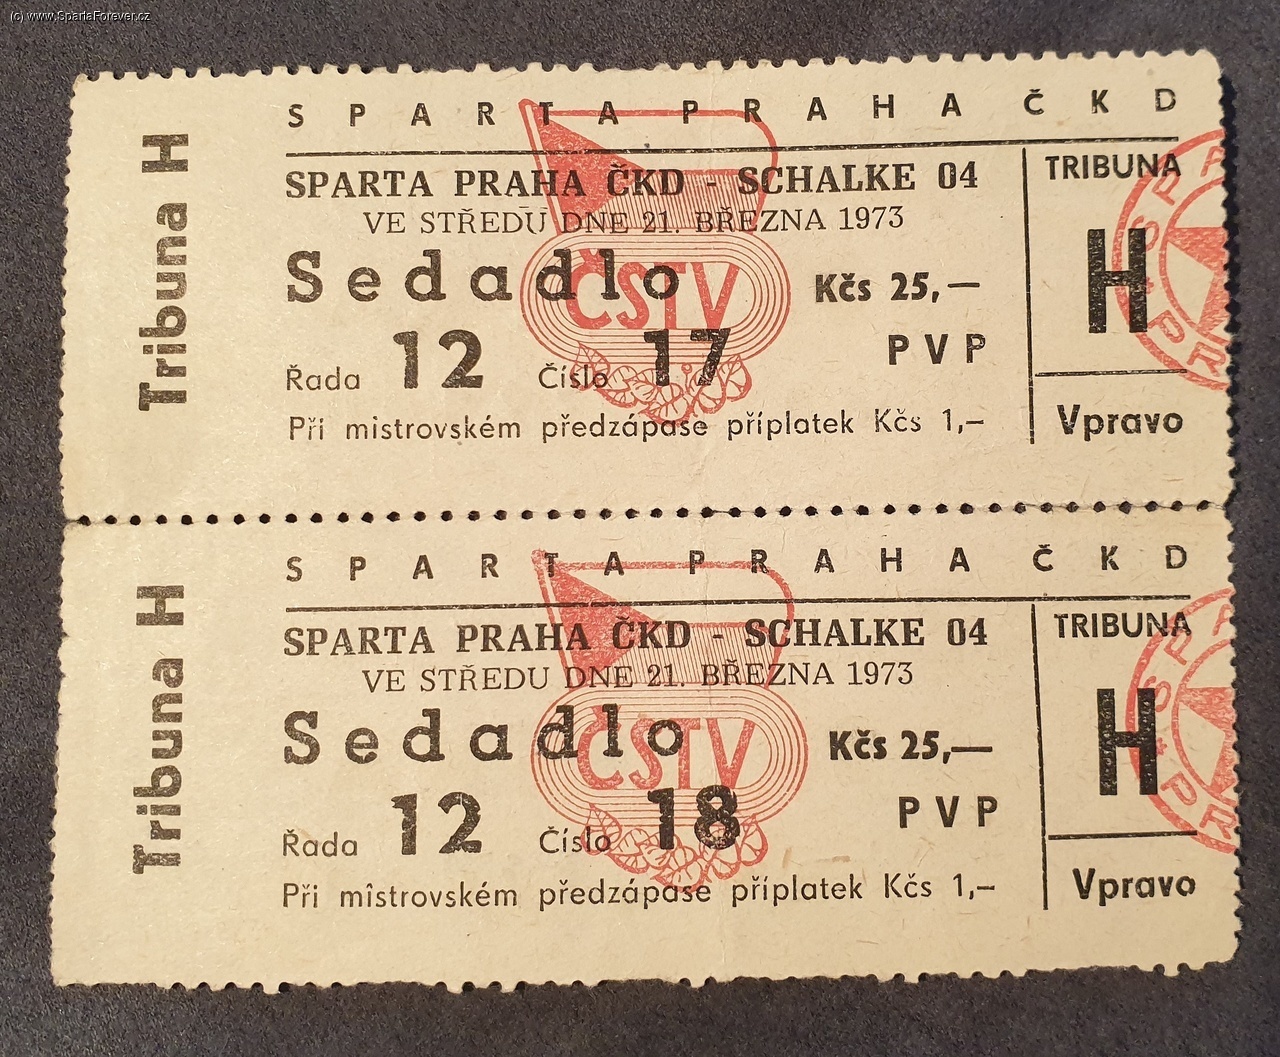 (c) www.SpartaForever.cz
Tribuna H
SPARTA PRAHA ČKD
SPARTA PRAHA ČKD - SCHALKE 04
VE STŘEDU DNE 21. BŘEZNA 1973
Sedadlo
Kčs 25,—
ČSTV
Řada 12 Číslo 17
PVP
Při mistrovském předzápase příplatek Kčs 1,–
TRIBUNA
H
Vpravo
Tribuna H
SPARTA PRAHA ČKD
SPARTA PRAHA ČKD - SCHALKE 04
VE STŘEDU DNE 21. BŘEZNA 1973
Sedadlo
Kčs 25,—
ČSTV
Řada 12 Číslo 18
PVP
Při mistrovském předzápase příplatek Kčs 1,–
TRIBUNA
H
Vpravo